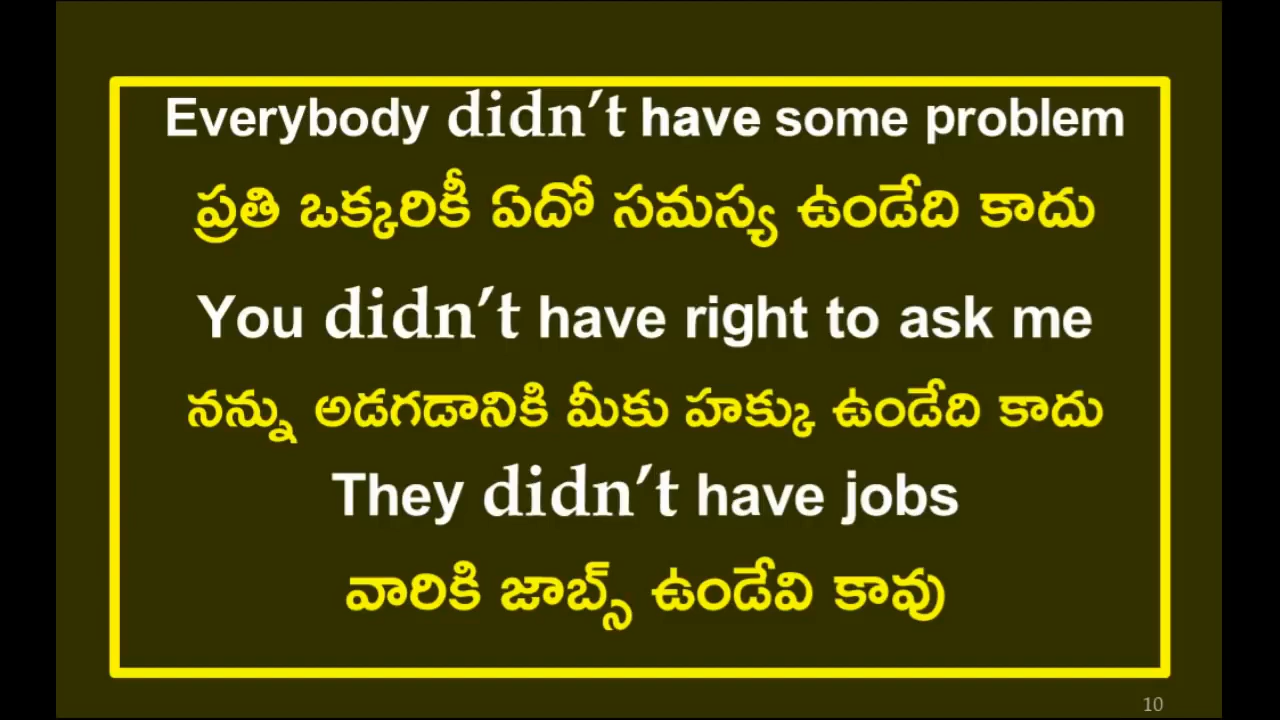 Everybody didn't have some problem
ప్రతి ఒక్కరికీ ఏదో సమస్య ఉండేది కాదు
You didn't have right to ask me
నన్ను అడగడానికి మీకు హక్కు ఉండేది కాదు
They didn't have jobs
వారికి జాబ్స్ ఉండేవి కావు
10